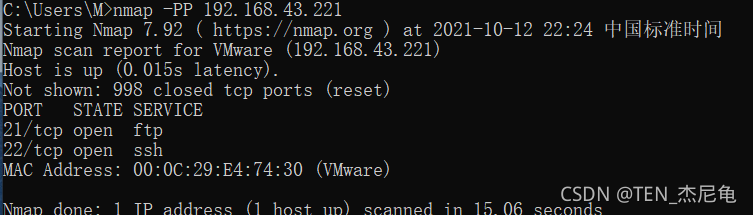 C:\Users\M>nmap -PP 192.168.43.221
Starting Nmap 7.92 ( https://nmap.org ) at 2021-10-12 22:24 中国标准时间
Nmap scan report for VMware (192.168.43.221)
Host is up (0.015s latency).
Not shown: 998 closed tcp ports (reset)
PORT   STATE SERVICE
21/tcp open  ftp
22/tcp open  ssh
MAC Address: 00:0C:29:E4:74:30 (VMware)
Nmap done: 1 IP address (1 host up) scanned in 15.06 seconds
CSDN @TEN_杰尼龟